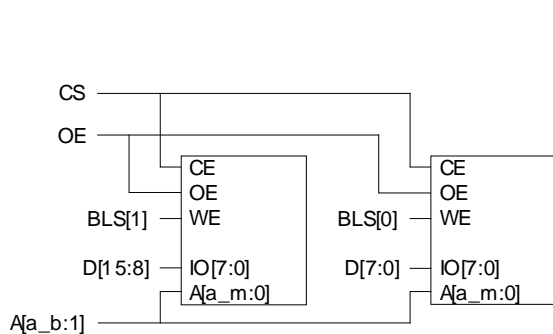 CS
OE
CE CE
OE OE
BLS[1] WE BLS[0] WE
D[15:8] IO[7:0] D[7:0] IO[7:0]
A[a_m:0] A[a_m:0]
A[a_b:1]